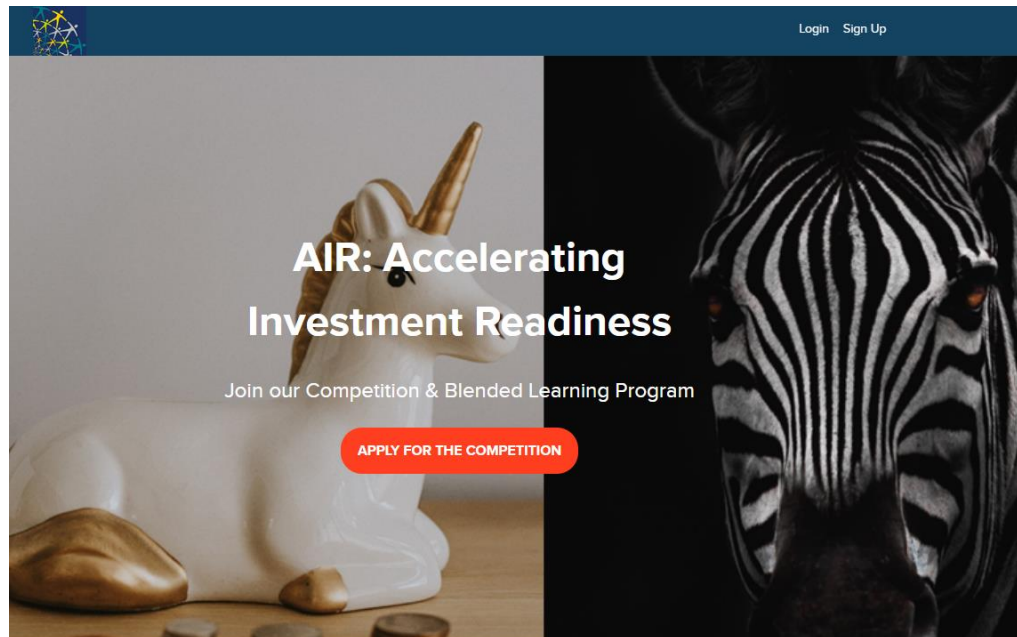 Login Sign Up
AIR: Accelerating
Investment Readiness
Join our Competition & Blended Learning Program
APPLY FOR THE COMPETITION